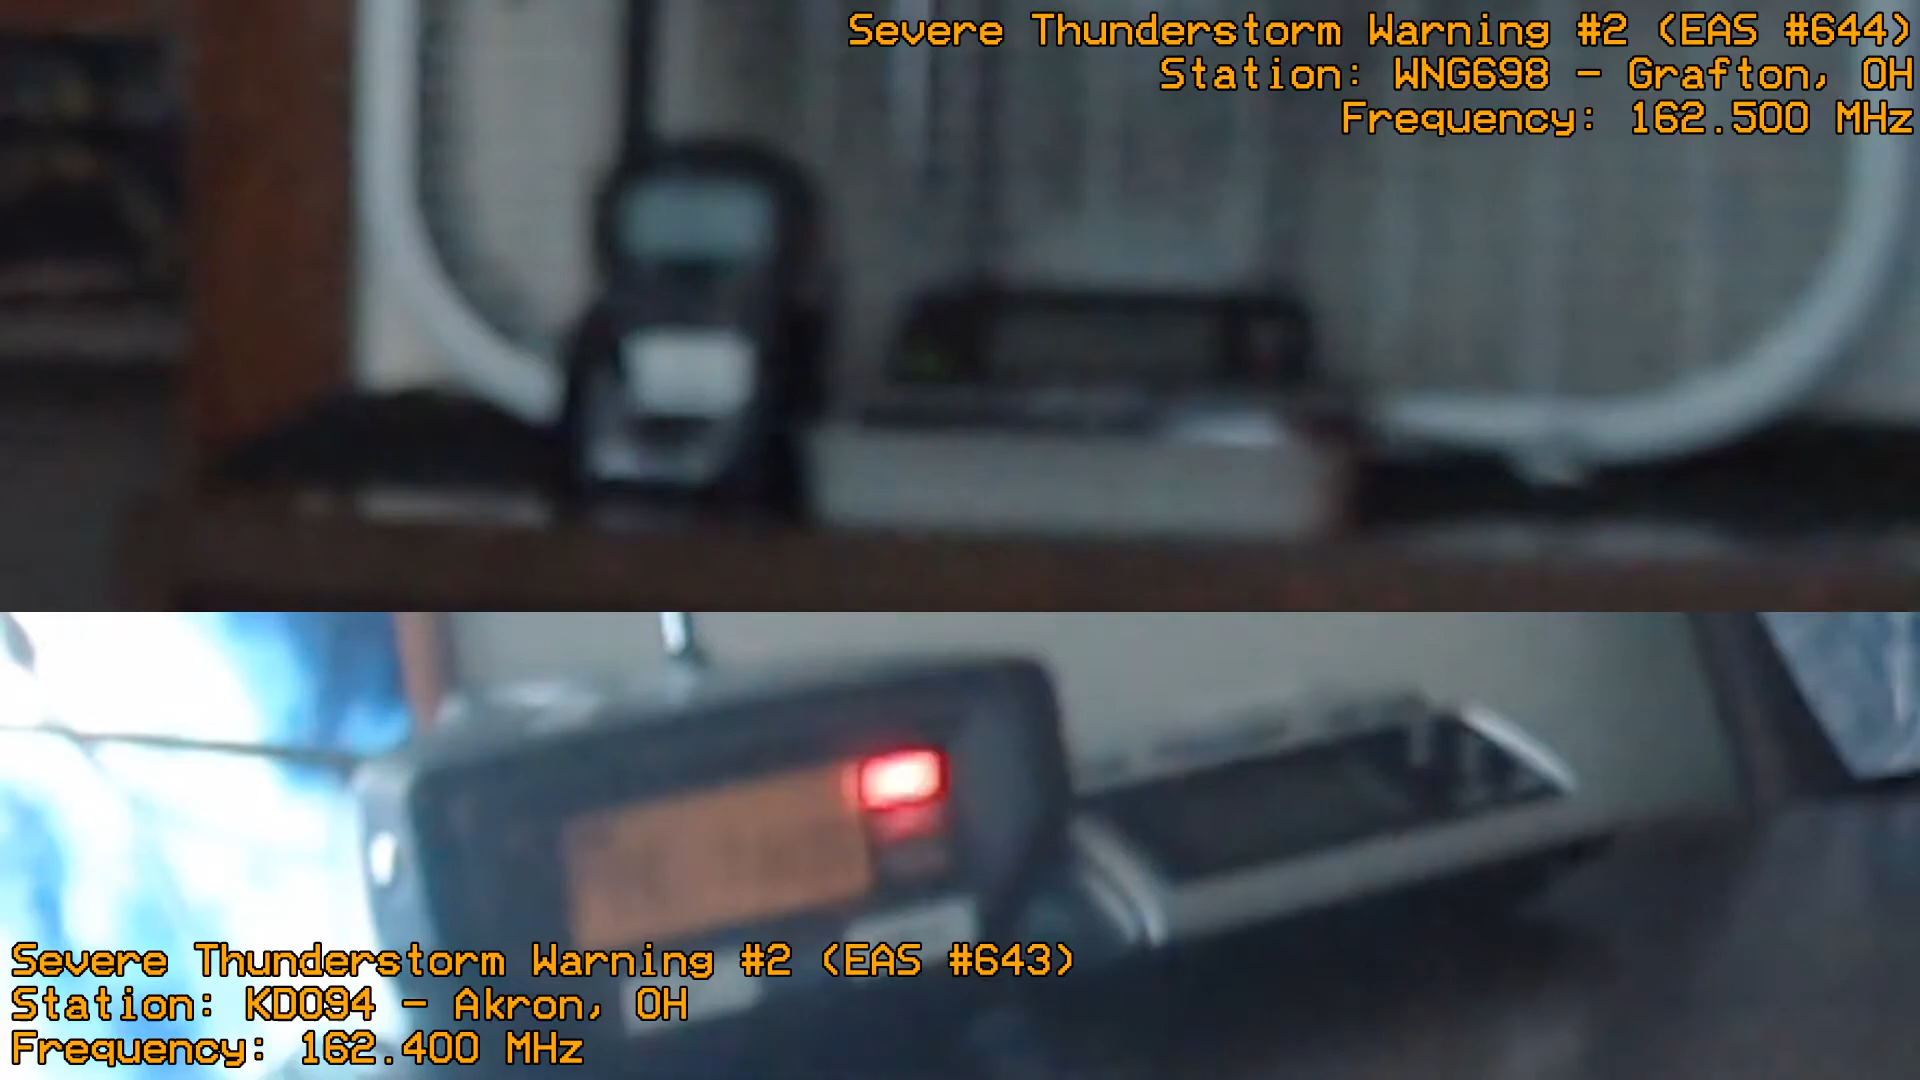 Severe Thunderstorm Warning #2 (EAS #644)
Station: WNG698 - Grafton, OH
Frequency: 162.500 MHz
Severe Thunderstorm Warning #2 (EAS #643)
Station: KDO94 - Akron, OH
Frequency: 162.400 MHz